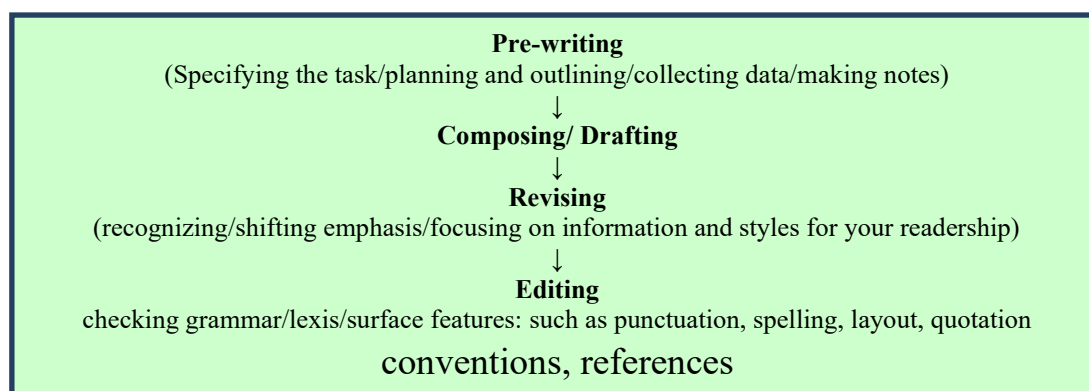 Pre-writing
(Specifying the task/planning and outlining/collecting data/making notes)
↓
Composing/ Drafting
↓
Revising
(recognizing/shifting emphasis/focusing on information and styles for your readership)
↓
Editing
checking grammar/lexis/surface features: such as punctuation, spelling, layout, quotation
conventions, references